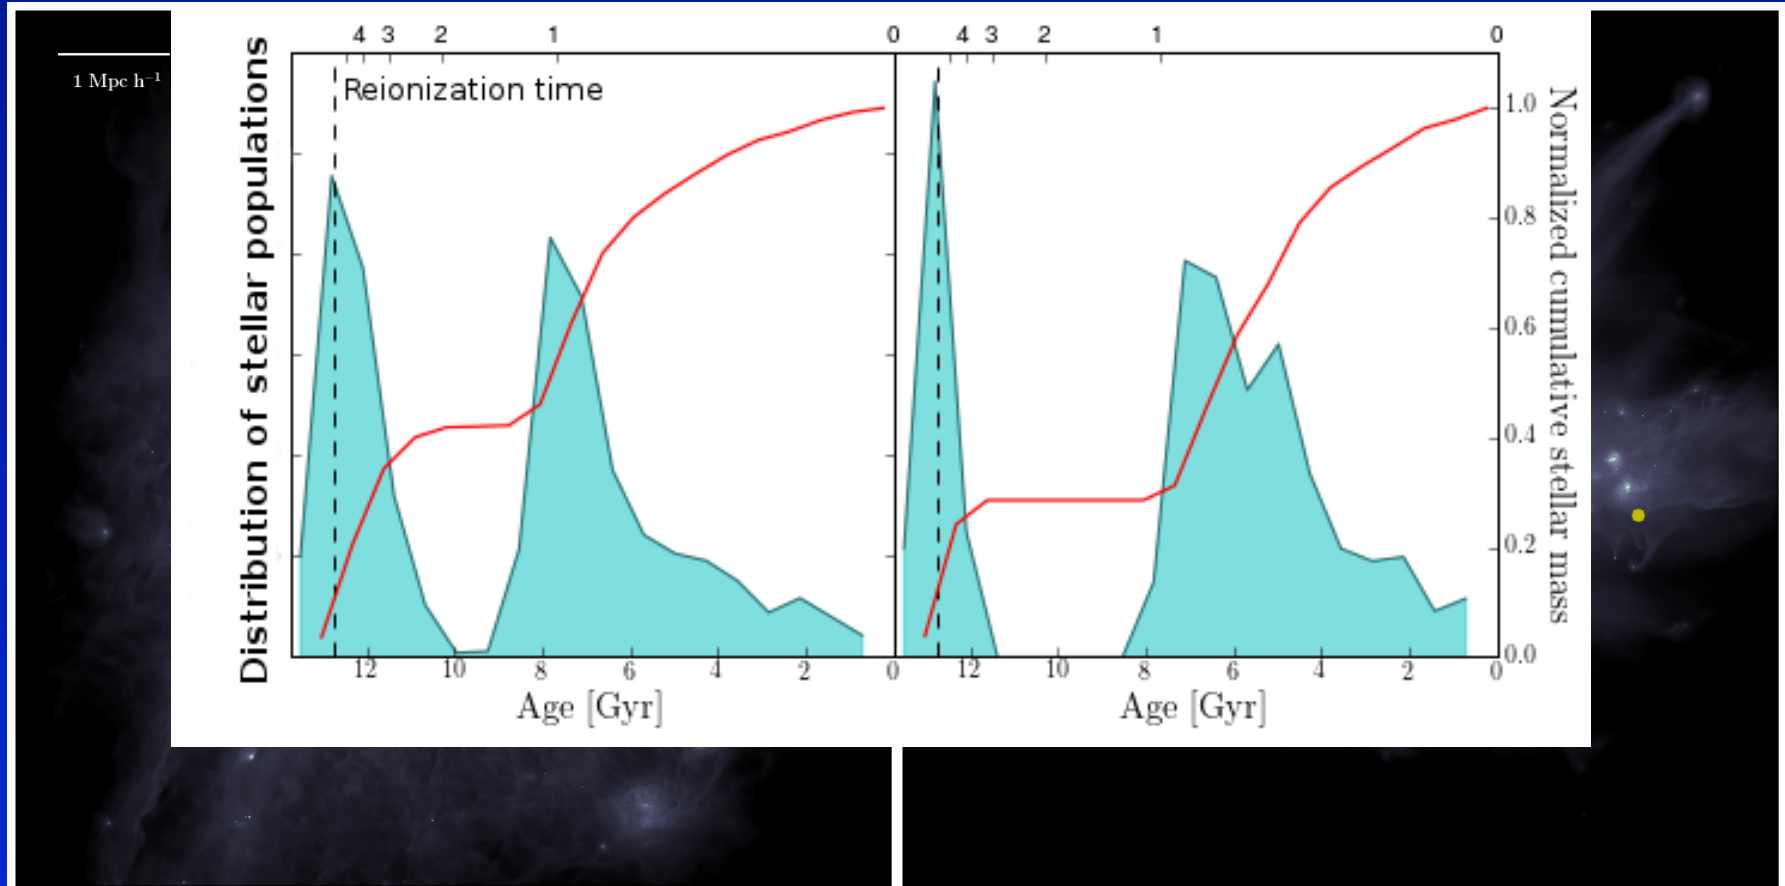 4 3 2 1 0 4 3 2 1 0
1 Mpc h⁻¹
Reionization time
Distribution of stellar populations
1.0
0.8
0.6
0.4
0.2
0.0
Normalized cumulative stellar mass
12 10 8 6 4 2 0 12 10 8 6 4 2 0
Age [Gyr] Age [Gyr]